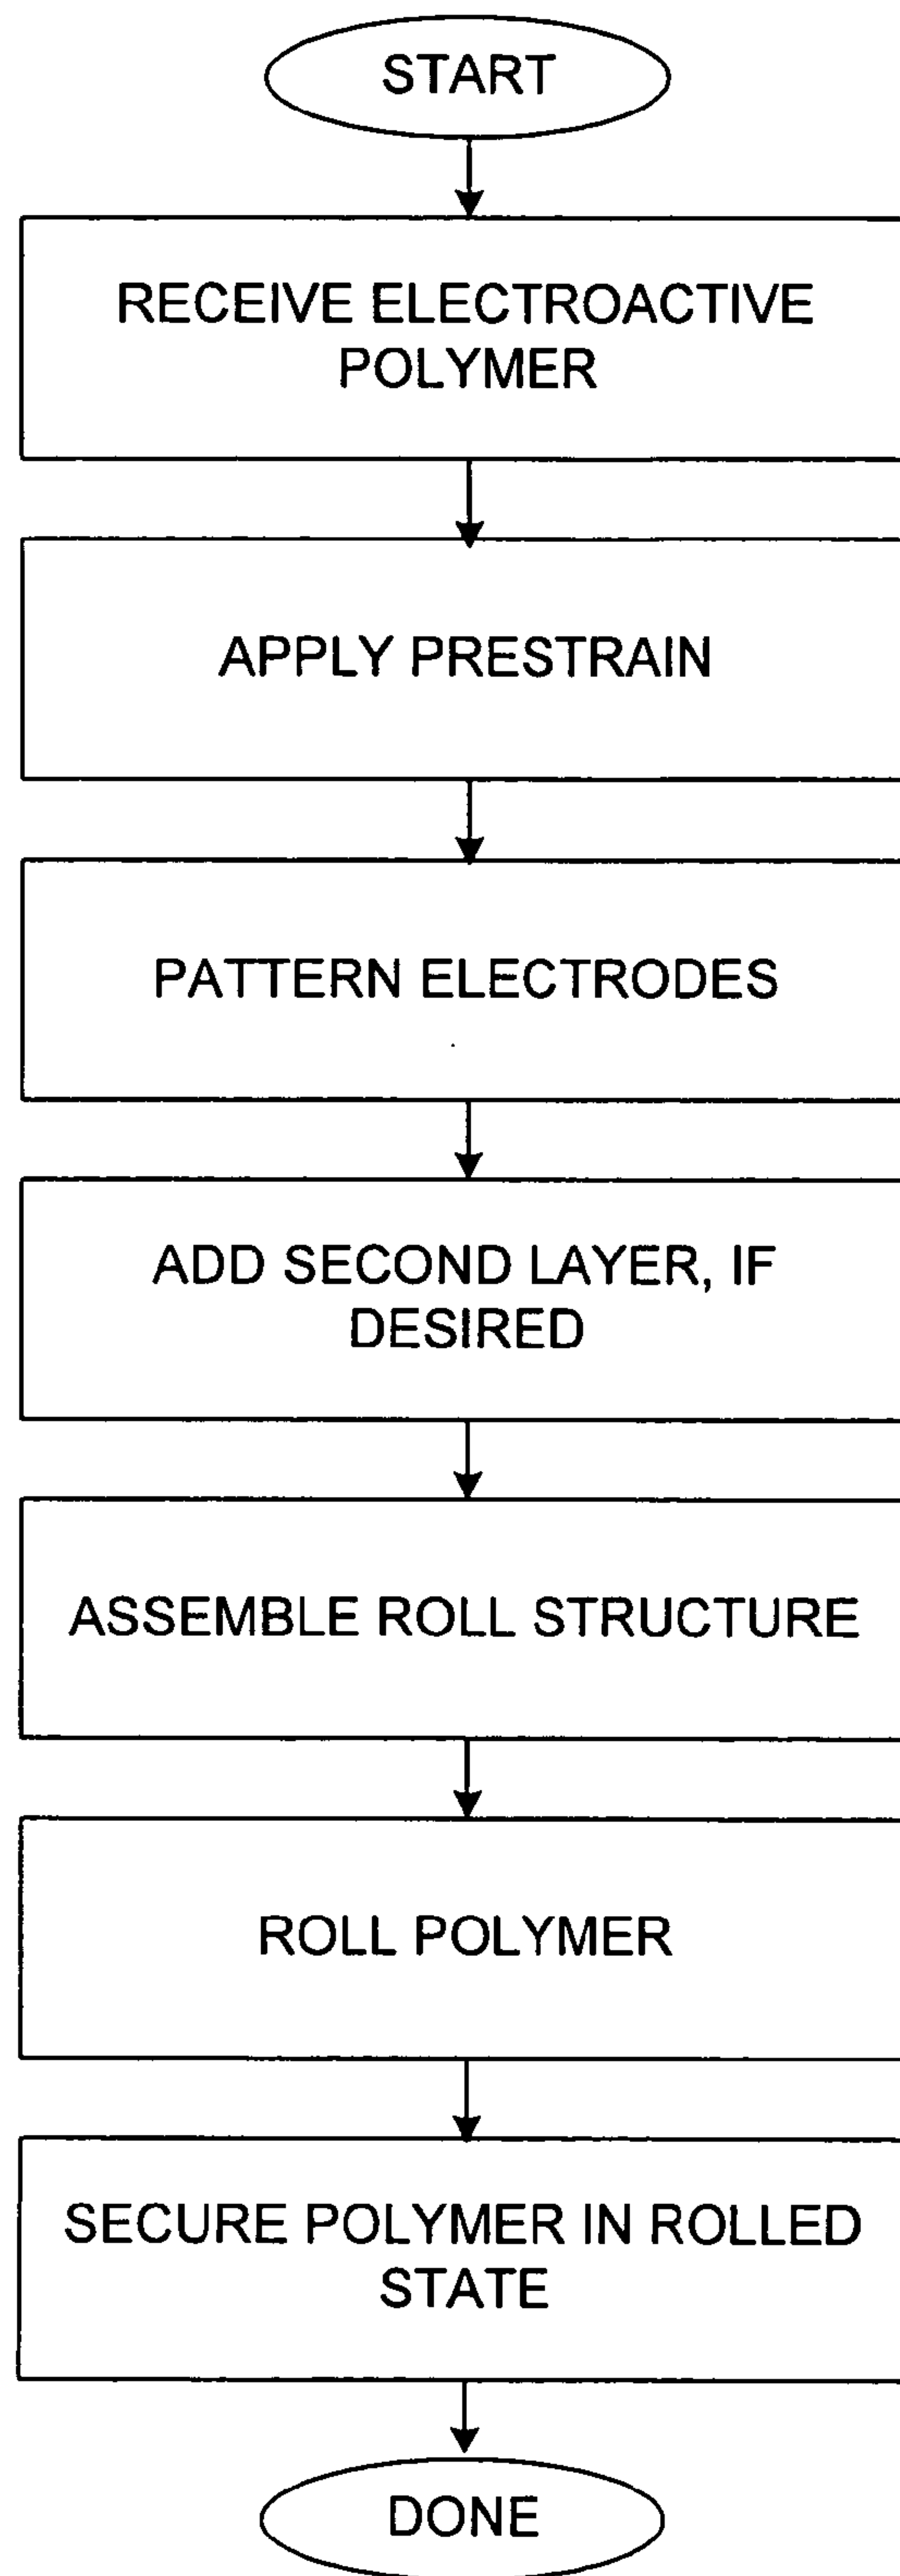 START
RECEIVE ELECTROACTIVE
POLYMER
APPLY PRESTRAIN
PATTERN ELECTRODES
ADD SECOND LAYER, IF
DESIRED
ASSEMBLE ROLL STRUCTURE
ROLL POLYMER
SECURE POLYMER IN ROLLED
STATE
DONE